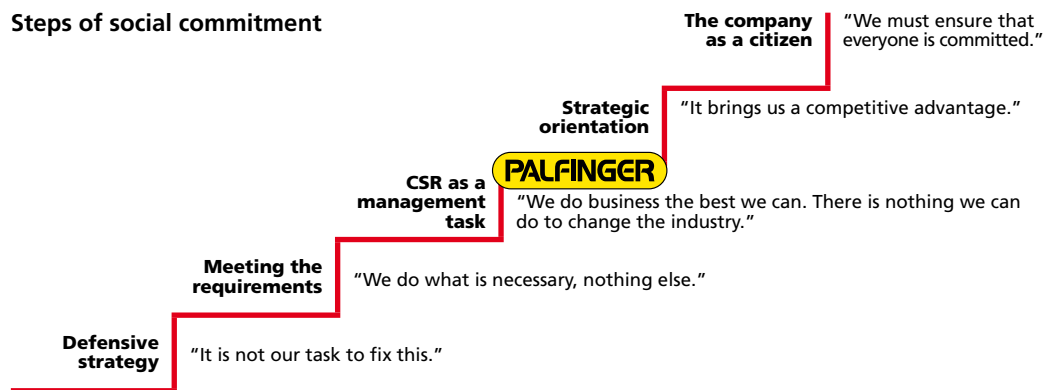 Steps of social commitment
The company
as a citizen
“We must ensure that
everyone is committed.”
Strategic
orientation
“It brings us a competitive advantage.”
PALFINGER
CSR as a
management
task
“We do business the best we can. There is nothing we can
do to change the industry.”
Meeting the
requirements
“We do what is necessary, nothing else.”
Defensive
strategy
“It is not our task to fix this.”